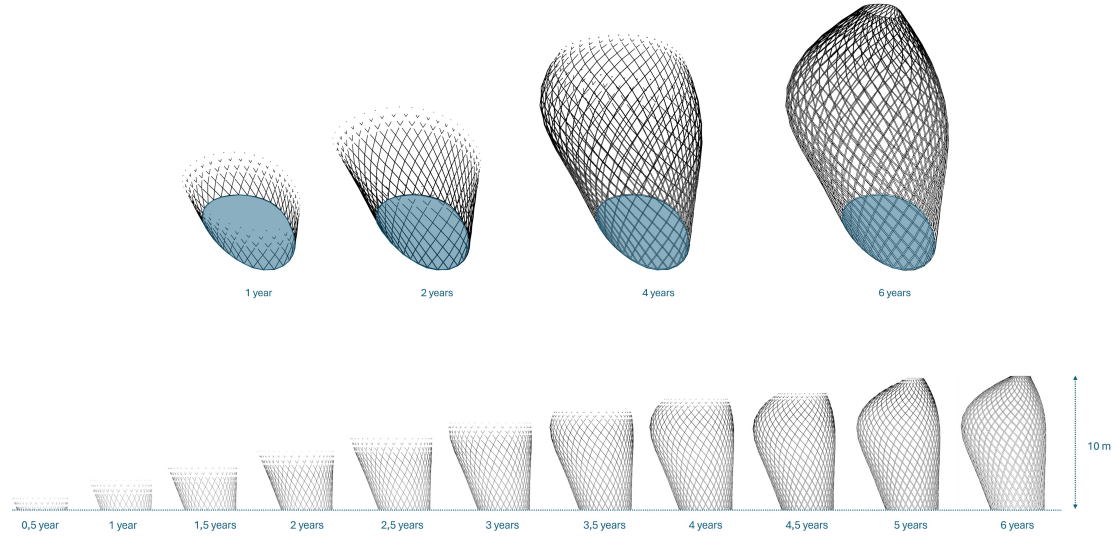 1 year
2 years
4 years
6 years
10 m
0,5 year
1 year
1,5 years
2 years
2,5 years
3 years
3,5 years
4 years
4,5 years
5 years
6 years